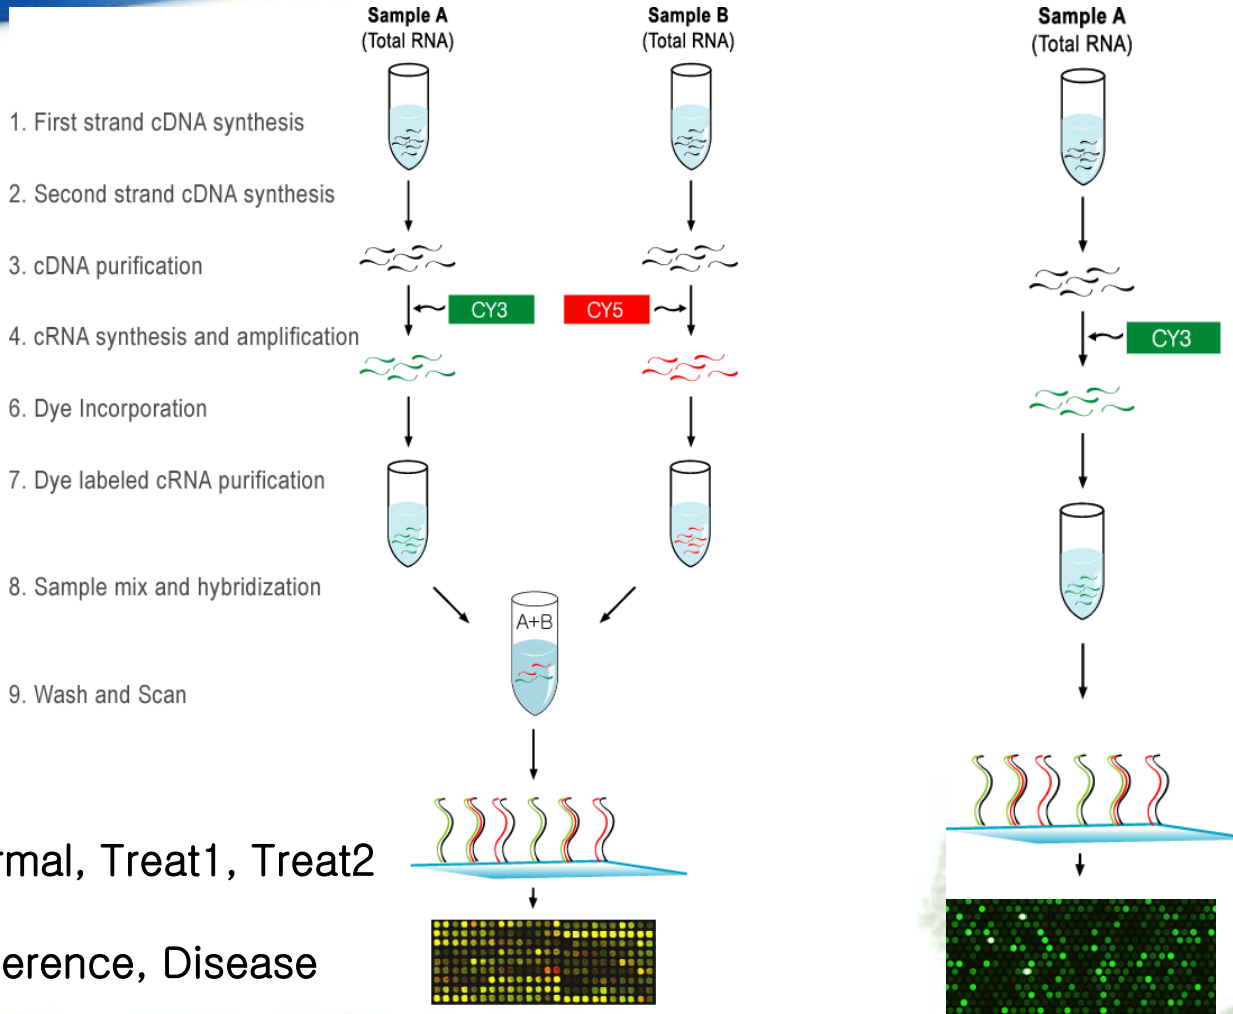 Sample A
(Total RNA)
Sample B
(Total RNA)
Sample A
(Total RNA)
1. First strand cDNA synthesis
2. Second strand cDNA synthesis
3. cDNA purification
CY3
CY5
4. cRNA synthesis and amplification
CY3
6. Dye Incorporation
7. Dye labeled cRNA purification
8. Sample mix and hybridization
A+B
9. Wash and Scan
rmal, Treat1, Treat2
erence, Disease